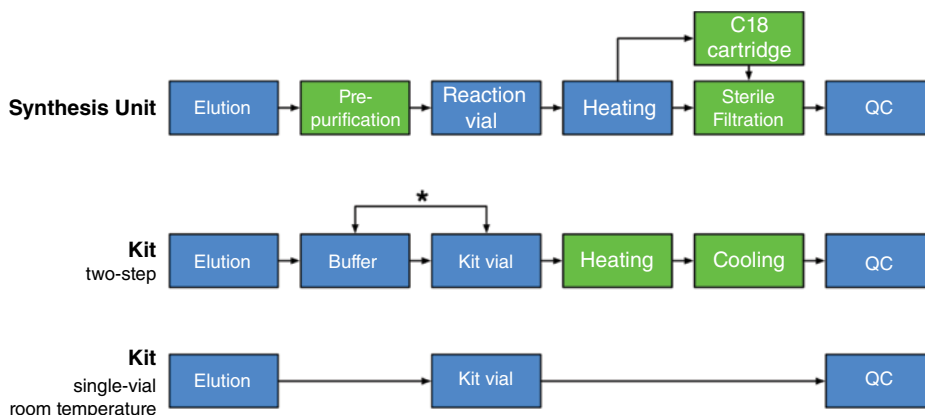 C18
cartridge
Synthesis Unit
Elution
Pre-
purification
Reaction
vial
Heating
Sterile
Filtration
QC
*
Kit
two-step
Elution
Buffer
Kit vial
Heating
Cooling
QC
Kit
single-vial
room temperature
Elution
Kit vial
QC